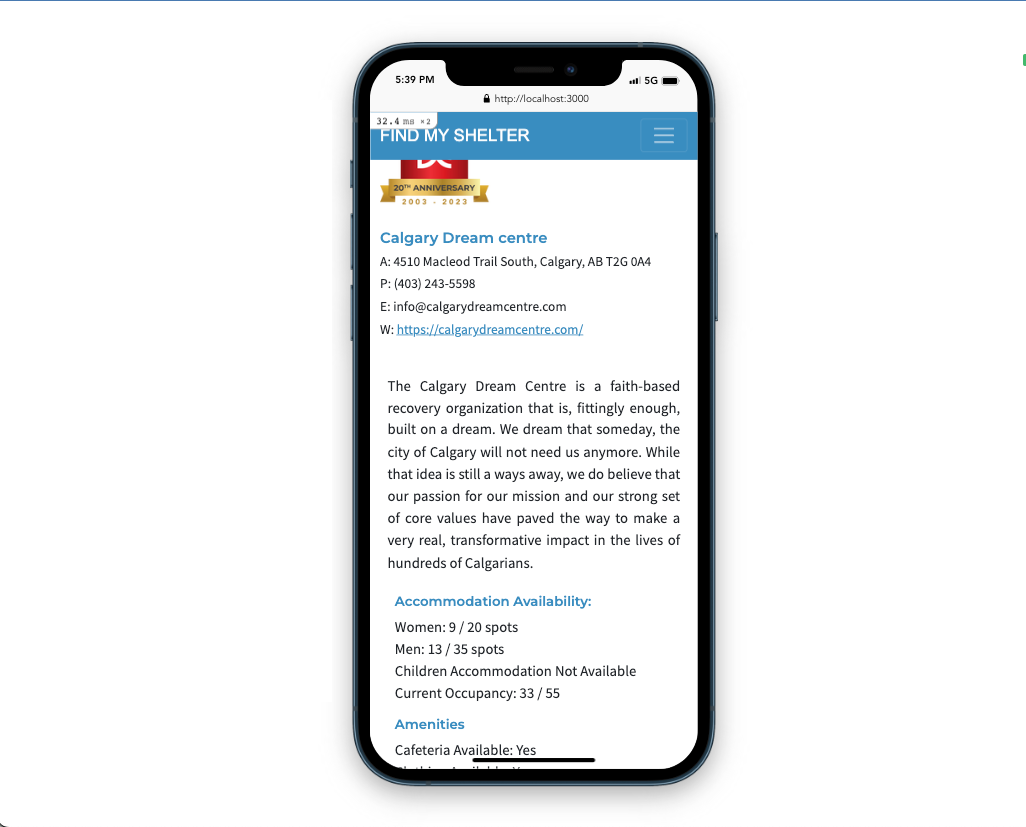 5:39 PM
5G
http://localhost:3000
32.4 ms ×2
FIND MY SHELTER
20TH ANNIVERSARY
2003 - 2023
Calgary Dream centre
A: 4510 Macleod Trail South, Calgary, AB T2G 0A4
P: (403) 243-5598
E: info@calgarydreamcentre.com
W: https://calgarydreamcentre.com/
The Calgary Dream Centre is a faith-based
recovery organization that is, fittingly enough,
built on a dream. We dream that someday, the
city of Calgary will not need us anymore. While
that idea is still a ways away, we do believe that
our passion for our mission and our strong set
of core values have paved the way to make a
very real, transformative impact in the lives of
hundreds of Calgarians.
Accommodation Availability:
Women: 9 / 20 spots
Men: 13 / 35 spots
Children Accommodation Not Available
Current Occupancy: 33 / 55
Amenities
Cafeteria Available: Yes